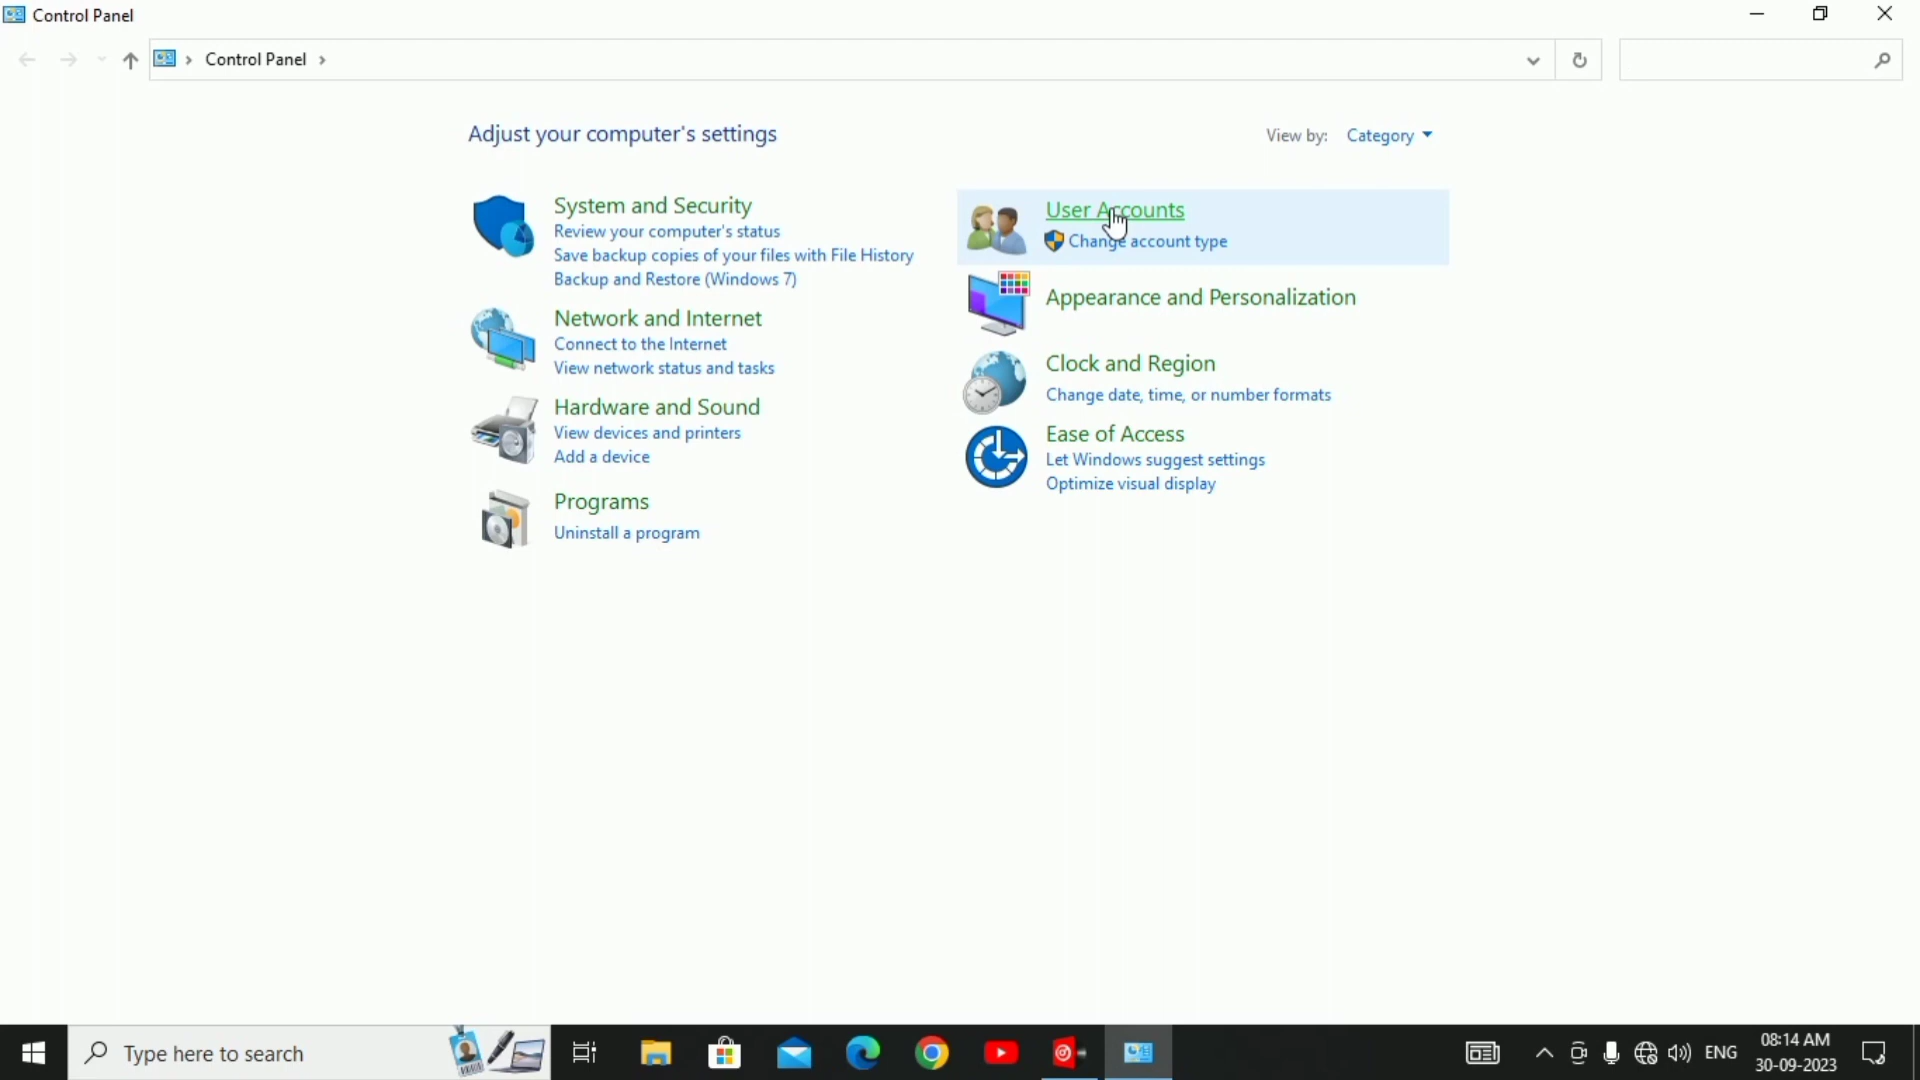 Control Panel
Control Panel
Adjust your computer's settings
View by: Category
System and Security
Review your computer's status
Save backup copies of your files with File History
Backup and Restore (Windows 7)
Network and Internet
Connect to the Internet
View network status and tasks
Hardware and Sound
View devices and printers
Add a device
Programs
Uninstall a program
User Accounts
Change account type
Appearance and Personalization
Clock and Region
Change date, time, or number formats
Ease of Access
Let Windows suggest settings
Optimize visual display
Type here to search
ENG
08:14 AM
30-09-2023